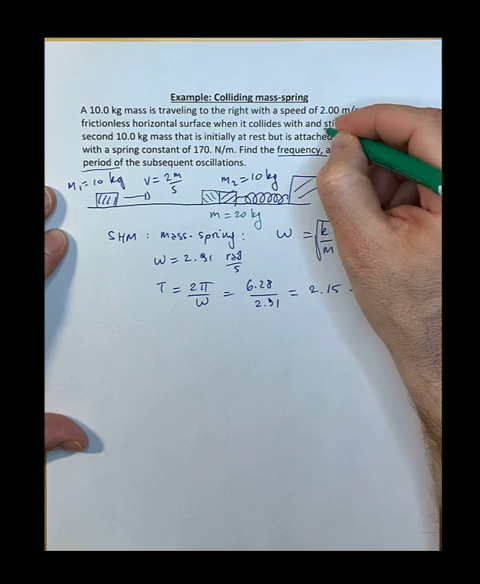 Example: Colliding mass-spring
A 10.0 kg mass is traveling to the right with a speed of 2.00 m/
frictionless horizontal surface when it collides with and sti
second 10.0 kg mass that is initially at rest but is attached
with a spring constant of 170. N/m. Find the frequency, a
period of the subsequent oscillations.
m₁ = 10 kg V = 2 m/s m₂ = 10 kg
m = 20 kg
SHM : mass-spring : ω = √k/m
ω = 2.91 rad/s
T = 2π/ω = 6.28/2.91 = 2.15